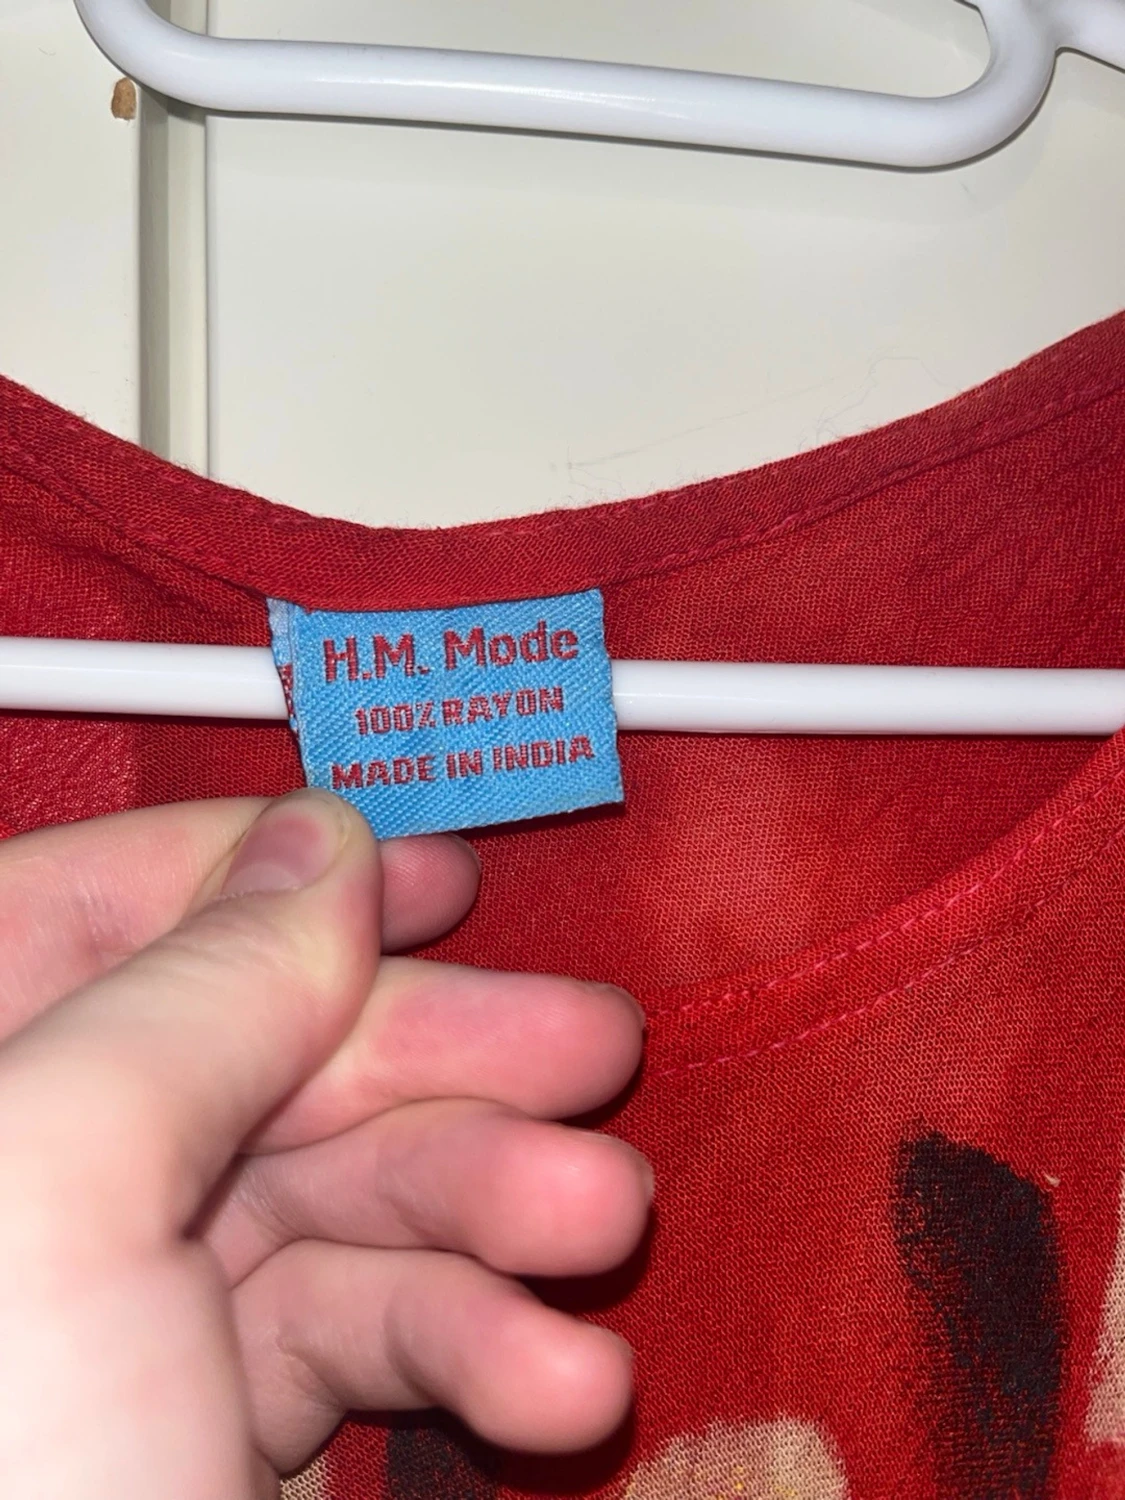 H.M. Mode
100% RAYON
MADE IN INDIA